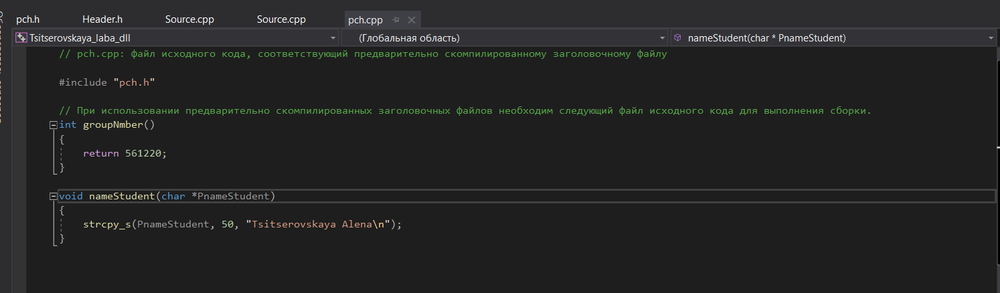 pch.h Header.h Source.cpp Source.cpp pch.cpp
Tsitserovskaya_laba_dll (Глобальная область) nameStudent(char * PnameStudent)
// pch.cpp: файл исходного кода, соответствующий предварительно скомпилированному заголовочному файлу
#include "pch.h"
// При использовании предварительно скомпилированных заголовочных файлов необходим следующий файл исходного кода для выполнения сборки.
int groupNmber()
{
return 561220;
}
void nameStudent(char *PnameStudent)
{
strcpy_s(PnameStudent, 50, "Tsitserovskaya Alena\n");
}